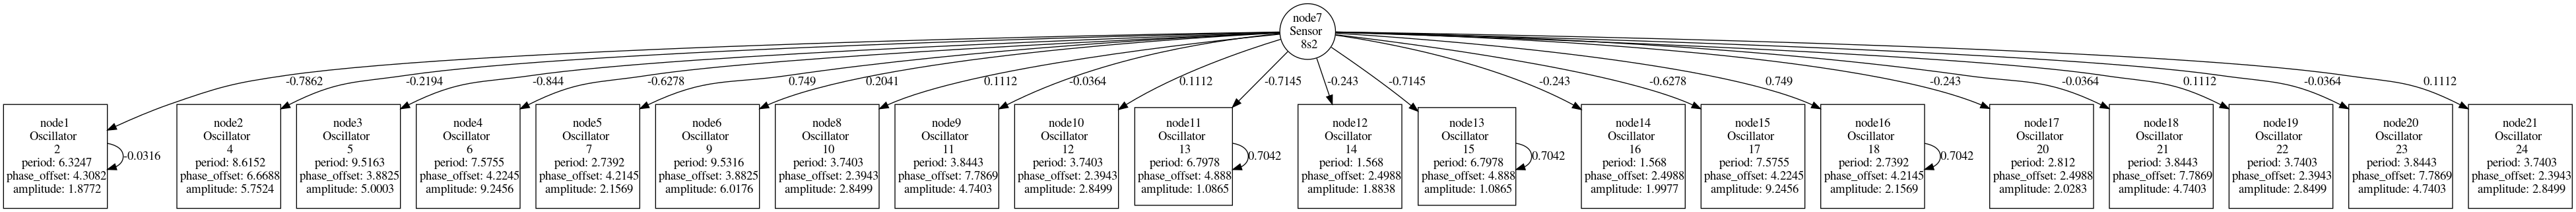 node7
Sensor
8s2
-0.7862
-0.2194
-0.844
-0.6278
0.749
0.2041
0.1112
-0.0364
0.1112
-0.7145
-0.243
-0.7145
-0.243
-0.6278
0.749
-0.243
-0.0364
0.1112
-0.0364
0.1112
node1
Oscillator
2
period: 6.3247
phase_offset: 4.3082
amplitude: 1.8772
-0.0316
node2
Oscillator
4
period: 8.6152
phase_offset: 6.6688
amplitude: 5.7524
node3
Oscillator
5
period: 9.5163
phase_offset: 3.8825
amplitude: 5.0003
node4
Oscillator
6
period: 7.5755
phase_offset: 4.2245
amplitude: 9.2456
node5
Oscillator
7
period: 2.7392
phase_offset: 4.2145
amplitude: 2.1569
node6
Oscillator
9
period: 9.5316
phase_offset: 3.8825
amplitude: 6.0176
node8
Oscillator
10
period: 3.7403
phase_offset: 2.3943
amplitude: 2.8499
node9
Oscillator
11
period: 3.8443
phase_offset: 7.7869
amplitude: 4.7403
node10
Oscillator
12
period: 3.7403
phase_offset: 2.3943
amplitude: 2.8499
node11
Oscillator
13
period: 6.7978
phase_offset: 4.888
amplitude: 1.0865
0.7042
node12
Oscillator
14
period: 1.568
phase_offset: 2.4988
amplitude: 1.8838
node13
Oscillator
15
period: 6.7978
phase_offset: 4.888
amplitude: 1.0865
0.7042
node14
Oscillator
16
period: 1.568
phase_offset: 2.4988
amplitude: 1.9977
node15
Oscillator
17
period: 7.5755
phase_offset: 4.2245
amplitude: 9.2456
node16
Oscillator
18
period: 2.7392
phase_offset: 4.2145
amplitude: 2.1569
0.7042
node17
Oscillator
20
period: 2.812
phase_offset: 2.4988
amplitude: 2.0283
node18
Oscillator
21
period: 3.8443
phase_offset: 7.7869
amplitude: 4.7403
node19
Oscillator
22
period: 3.7403
phase_offset: 2.3943
amplitude: 2.8499
node20
Oscillator
23
period: 3.8443
phase_offset: 7.7869
amplitude: 4.7403
node21
Oscillator
24
period: 3.7403
phase_offset: 2.3943
amplitude: 2.8499